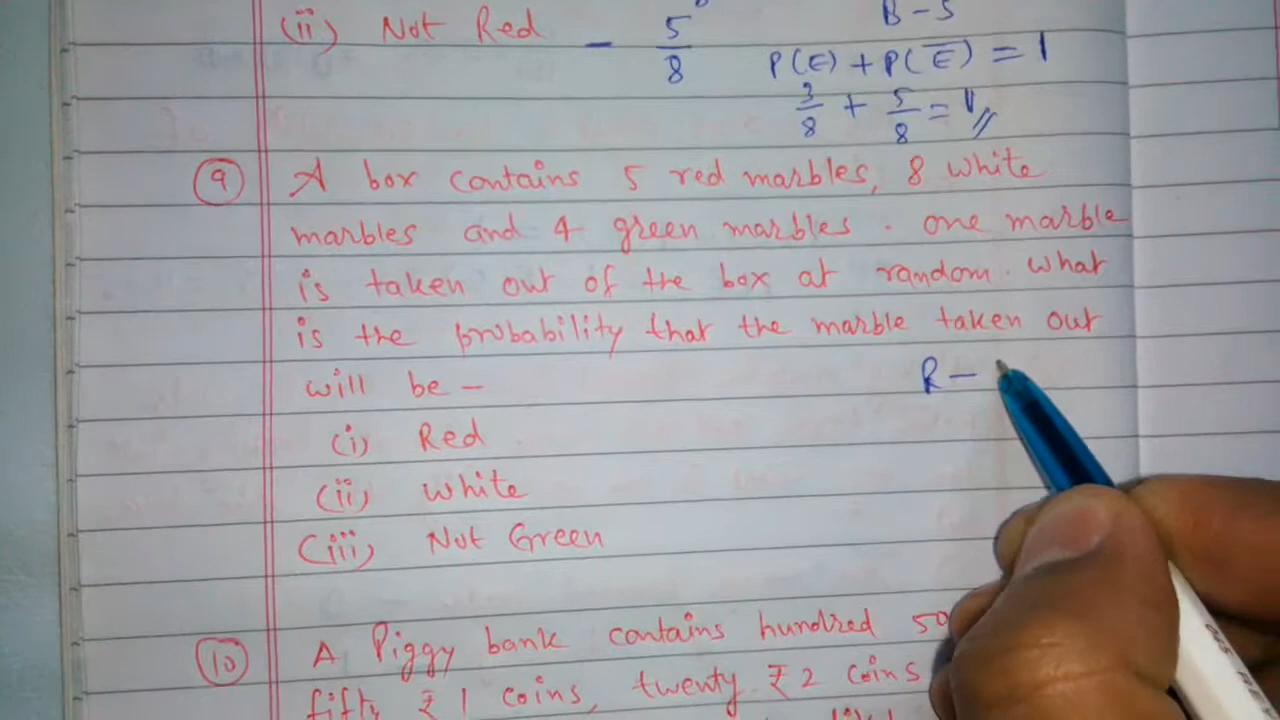 (ii) Not Red - 5/8
B - 5
P(E) + P(E̅) = 1
3/8 + 5/8 = 1//
(9) A box contains 5 red marbles, 8 white
marbles and 4 green marbles. one marble
is taken out of the box at random. What
is the probability that the marble taken out
will be -
R -
(i) Red
(ii) White
(iii) Not Green
(10) A Piggy bank contains hundred 50
fifty ₹1 coins, twenty ₹2 coins